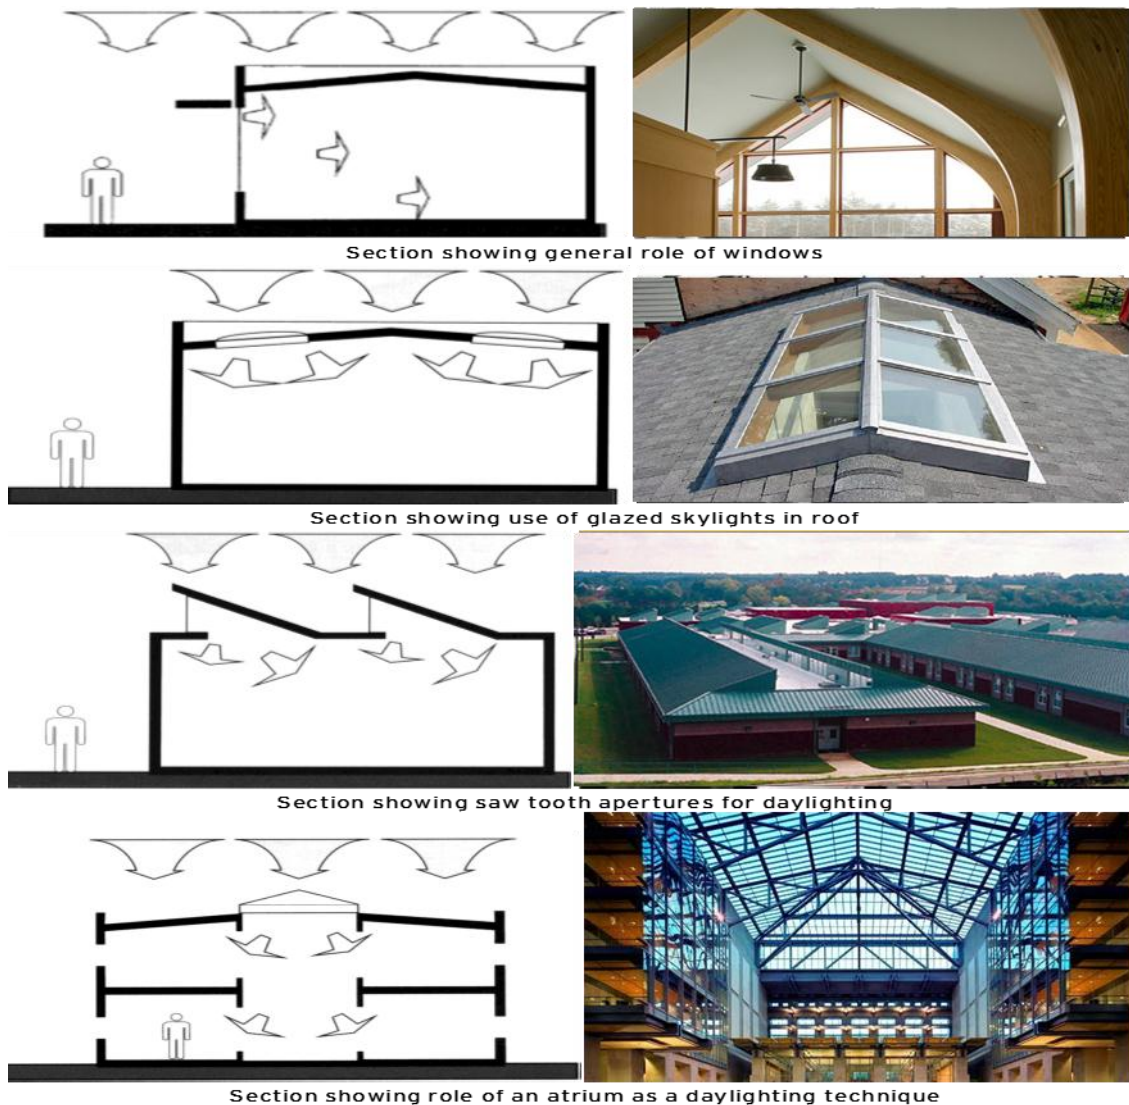 Section showing general role of windows
Section showing use of glazed skylights in roof
Section showing saw tooth apertures for daylighting
Section showing role of an atrium as a daylighting technique